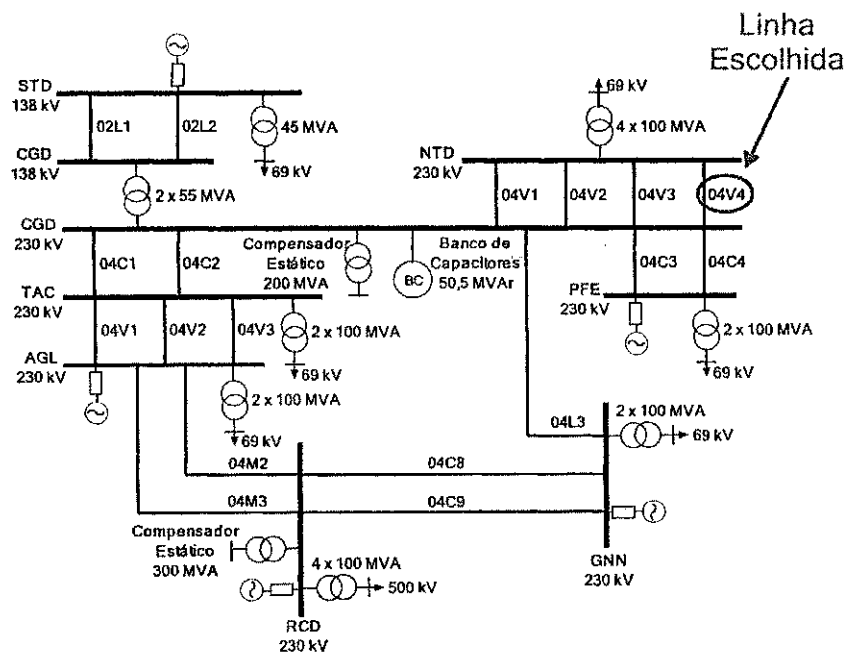 Linha
Escolhida
STD
138 kV
02L1
02L2
45 MVA
69 kV
CGD
138 kV
2 x 55 MVA
69 kV
4 x 100 MVA
NTD
230 kV
04V1
04V2
04V3
04V4
CGD
230 kV
04C1
04C2
Compensador
Estático
200 MVA
BC
Banco de
Capacitores
50,5 MVAr
04C3
04C4
TAC
230 kV
PFE
230 kV
04V1
04V2
04V3
2 x 100 MVA
69 kV
2 x 100 MVA
69 kV
AGL
230 kV
2 x 100 MVA
69 kV
04L3
2 x 100 MVA
69 kV
04M2
04C8
04M3
04C9
Compensador
Estático
300 MVA
4 x 100 MVA
500 kV
GNN
230 kV
RCD
230 kV